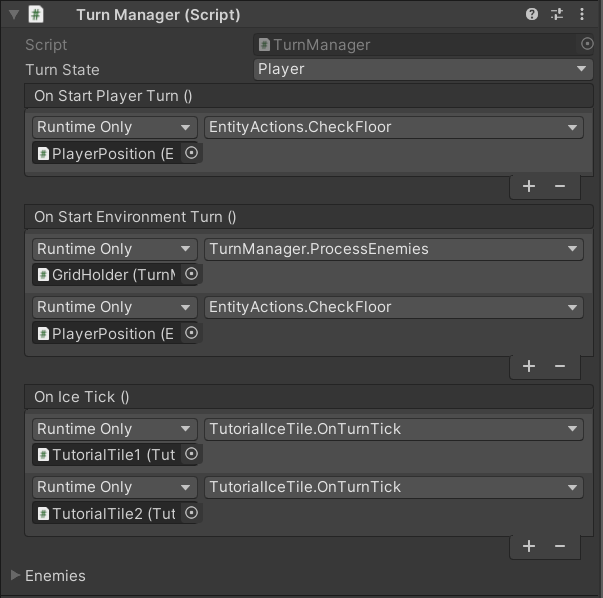 Turn Manager (Script)
Script TurnManager
Turn State Player
On Start Player Turn ()
Runtime Only EntityActions.CheckFloor
PlayerPosition (E
On Start Environment Turn ()
Runtime Only TurnManager.ProcessEnemies
GridHolder (TurnM
Runtime Only EntityActions.CheckFloor
PlayerPosition (E
On Ice Tick ()
Runtime Only TutorialIceTile.OnTurnTick
TutorialTile1 (Tut
Runtime Only TutorialIceTile.OnTurnTick
TutorialTile2 (Tut
Enemies